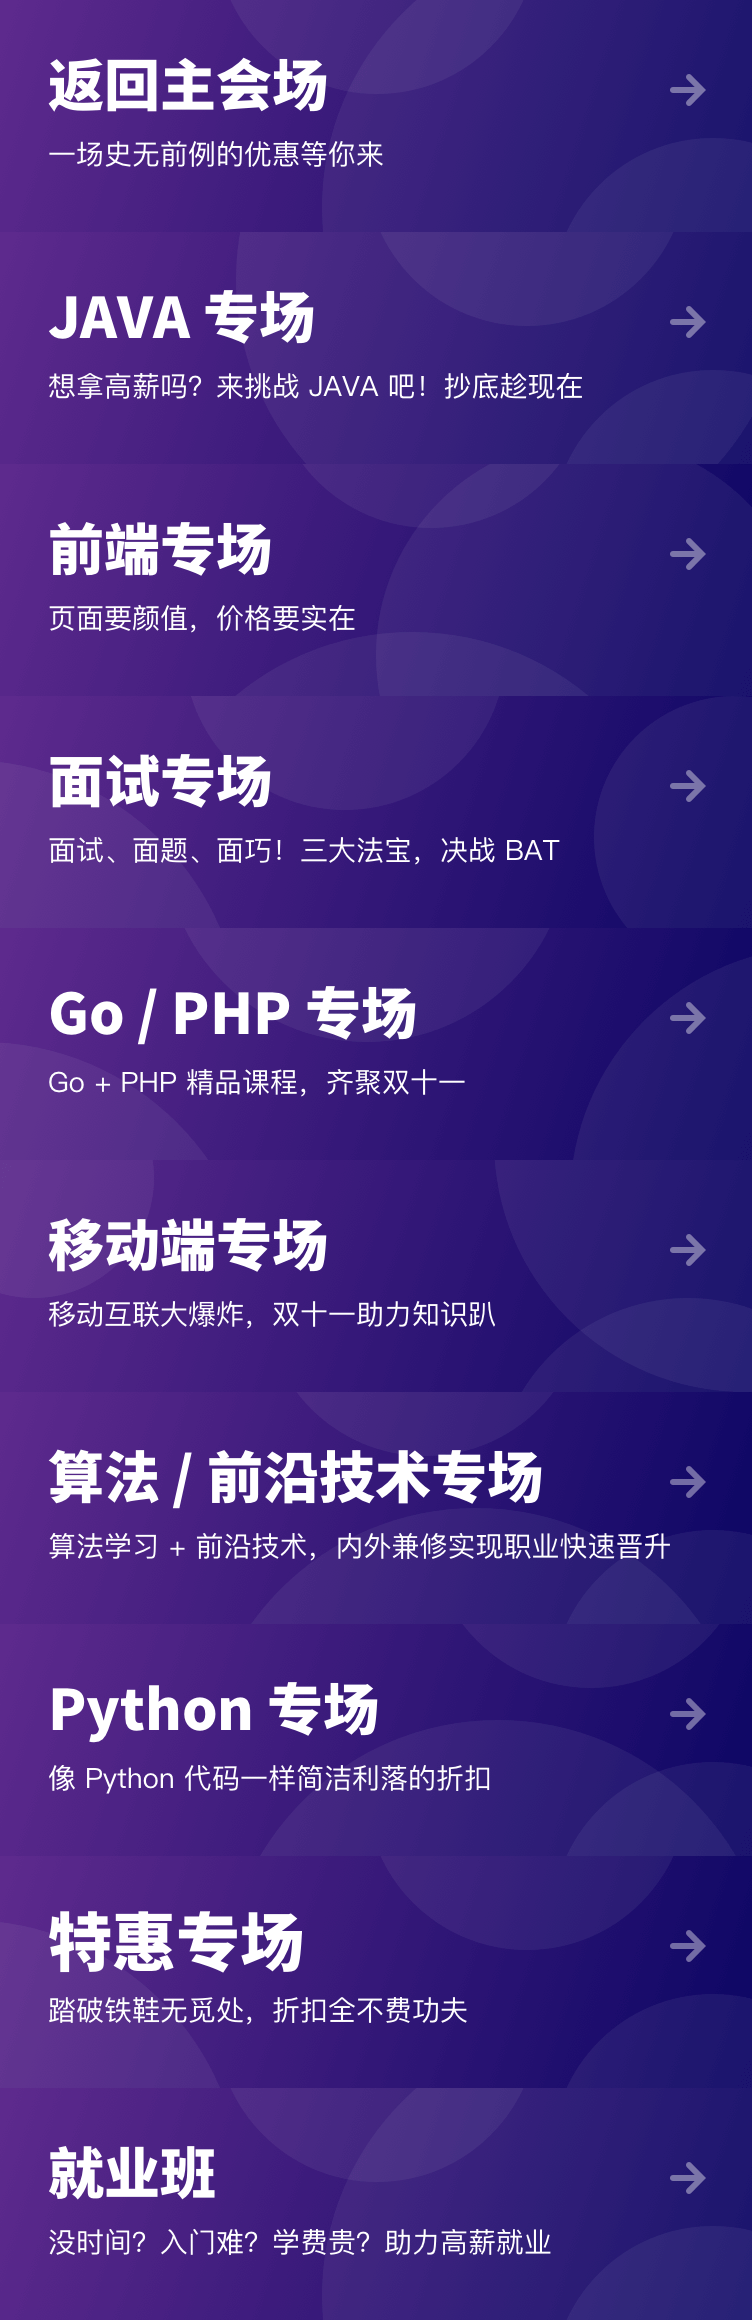 返回主会场
一场史无前例的优惠等你来
JAVA 专场
想拿高薪吗？来挑战 JAVA 吧！抄底趁现在
前端专场
页面要颜值，价格要实在
面试专场
面试、面题、面巧！三大法宝，决战 BAT
Go / PHP 专场
Go + PHP 精品课程，齐聚双十一
移动端专场
移动互联大爆炸，双十一助力知识趴
算法 / 前沿技术专场
算法学习 + 前沿技术，内外兼修实现职业快速晋升
Python 专场
像 Python 代码一样简洁利落的折扣
特惠专场
踏破铁鞋无觅处，折扣全不费功夫
就业班
没时间？入门难？学费贵？助力高薪就业